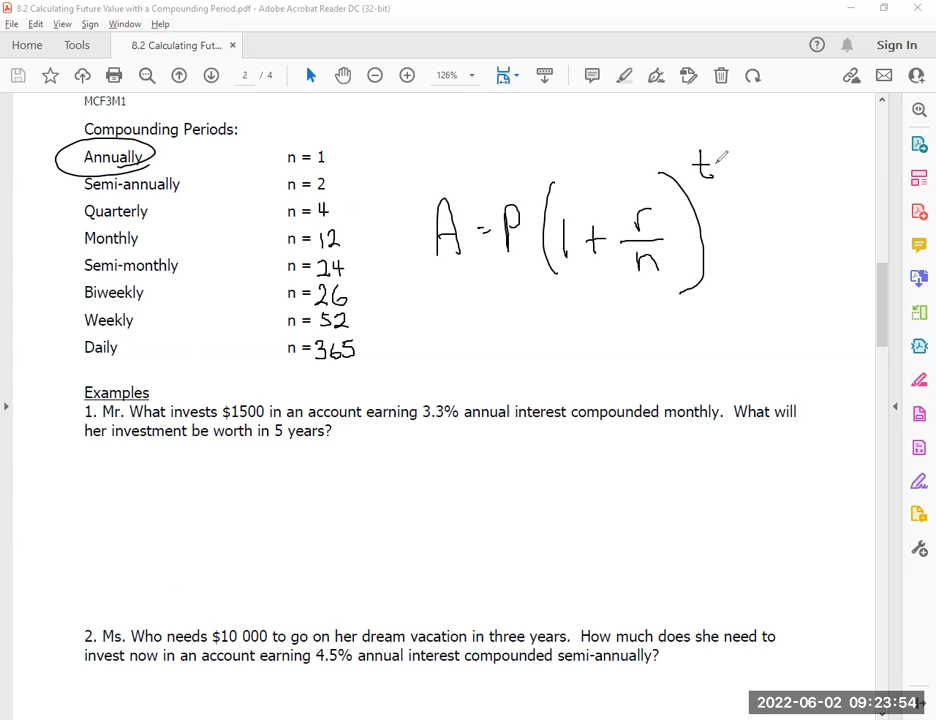 8.2 Calculating Future Value with a Compounding Period.pdf - Adobe Acrobat Reader DC (32-bit)
File Edit View Sign Window Help
Home Tools 8.2 Calculating Fut... × Sign In
2 / 4 126%
MCF3M1
Compounding Periods:
Annually n = 1
Semi-annually n = 2
Quarterly n = 4
Monthly n = 12
Semi-monthly n = 24
Biweekly n = 26
Weekly n = 52
Daily n = 365
A = P (1 + r/n)^t
Examples
1. Mr. What invests $1500 in an account earning 3.3% annual interest compounded monthly. What will
her investment be worth in 5 years?
2. Ms. Who needs $10 000 to go on her dream vacation in three years. How much does she need to
invest now in an account earning 4.5% annual interest compounded semi-annually?
2022-06-02 09:23:54